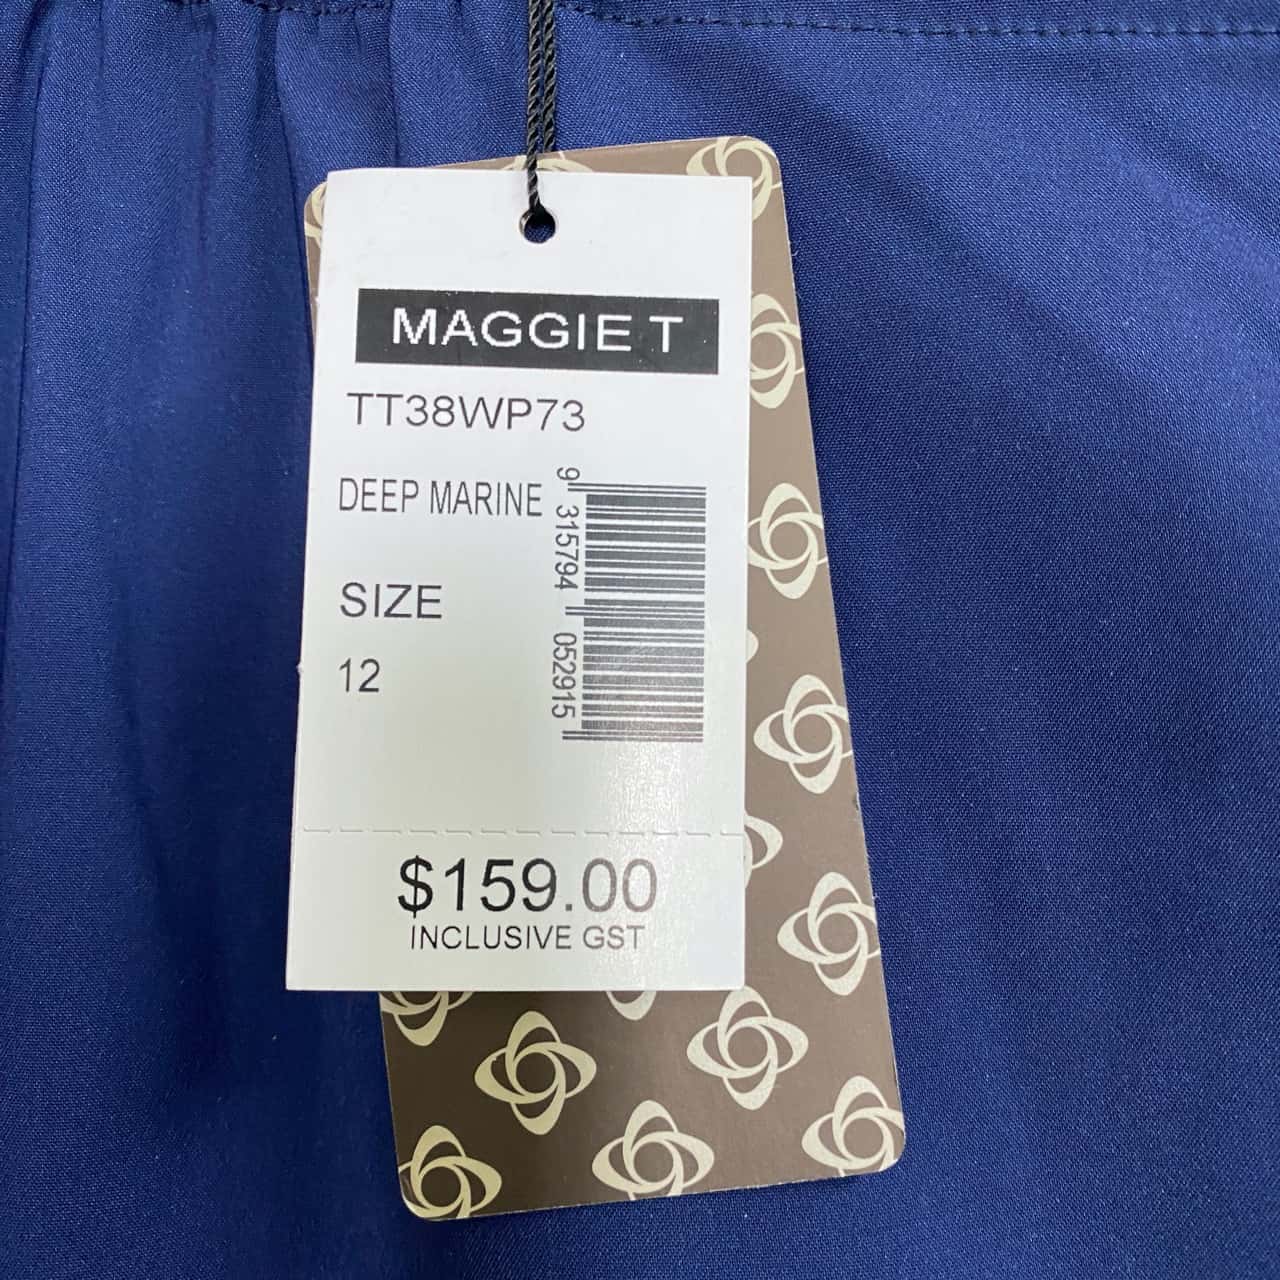 MAGGIE T
TT38WP73
DEEP MARINE
9 315794 052915
SIZE
12
$159.00
INCLUSIVE GST